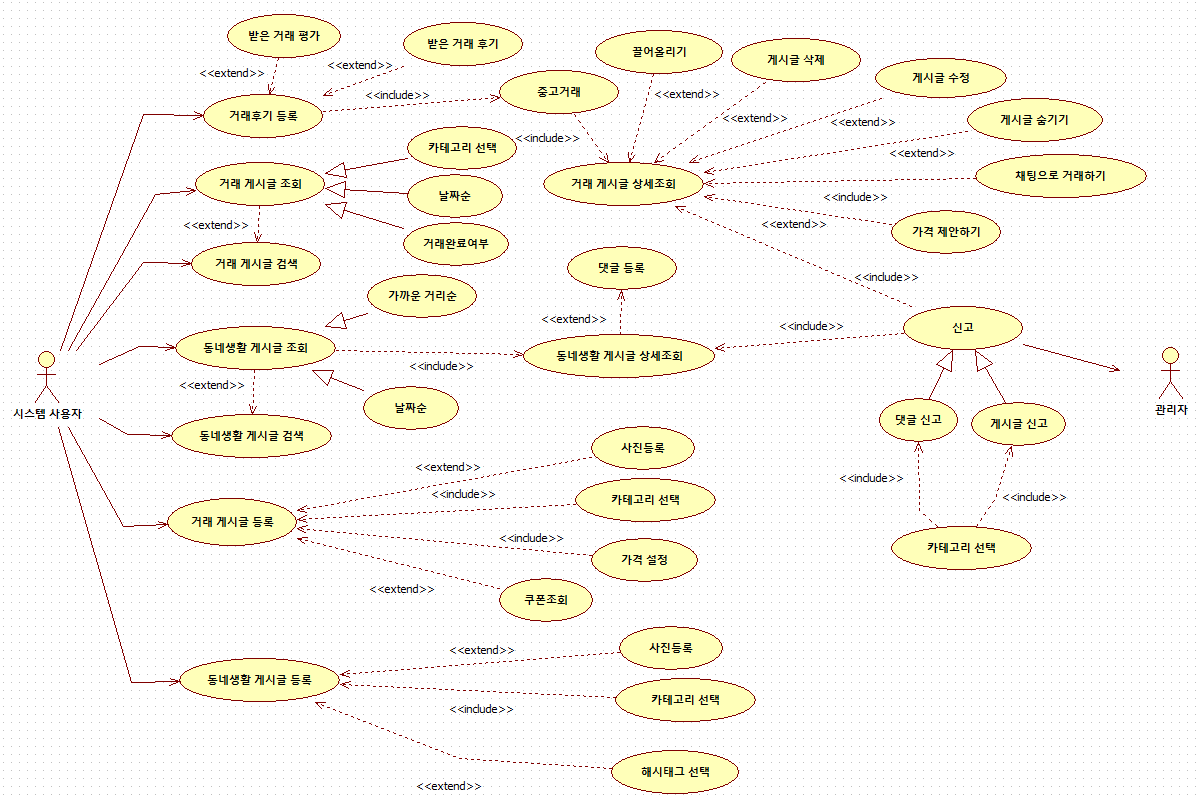 받은 거래 평가
받은 거래 후기
끌어올리기
게시글 삭제
<<extend>>
<<extend>>
게시글 수정
<<include>>
중고거래
<<extend>>
거래후기 등록
<<extend>>
<<extend>>
게시글 숨기기
카테고리 선택
<<include>>
<<extend>>
거래 게시글 조회
거래 게시글 상세조회
채팅으로 거래하기
날짜순
<<include>>
<<extend>>
<<extend>>
가격 제안하기
거래완료여부
거래 게시글 검색
댓글 등록
<<include>>
가까운 거리순
<<extend>>
<<include>>
신고
동네생활 게시글 조회
동네생활 게시글 상세조회
<<include>>
<<extend>>
시스템 사용자
관리자
날짜순
댓글 신고
게시글 신고
동네생활 게시글 검색
사진등록
<<extend>>
<<include>>
<<include>>
카테고리 선택
<<include>>
거래 게시글 등록
<<include>>
카테고리 선택
가격 설정
<<extend>>
쿠폰조회
<<extend>>
사진등록
동네생활 게시글 등록
카테고리 선택
<<include>>
해시태그 선택
<<extend>>